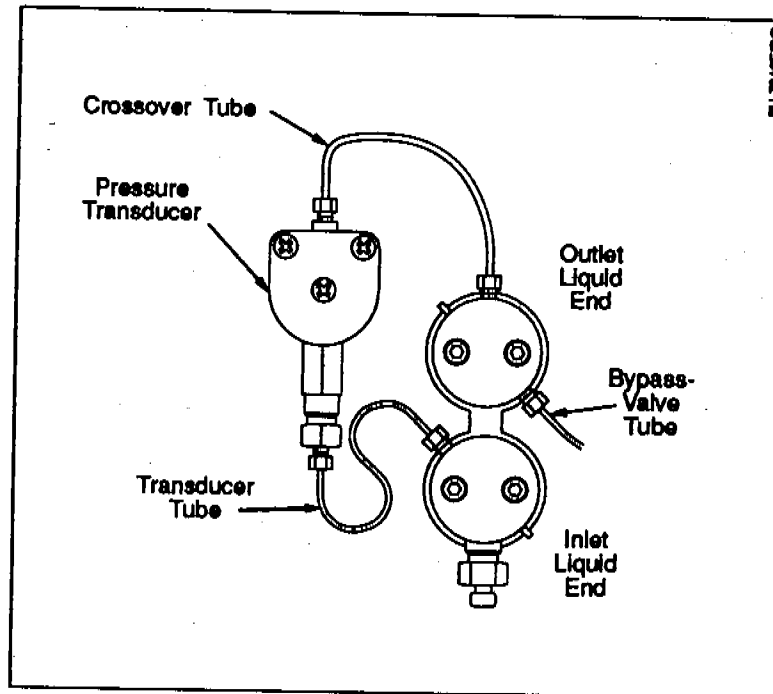 Crossover Tube
Pressure
Transducer
Outlet
Liquid
End
Bypass-
Valve
Tube
Transducer
Tube
Inlet
Liquid
End